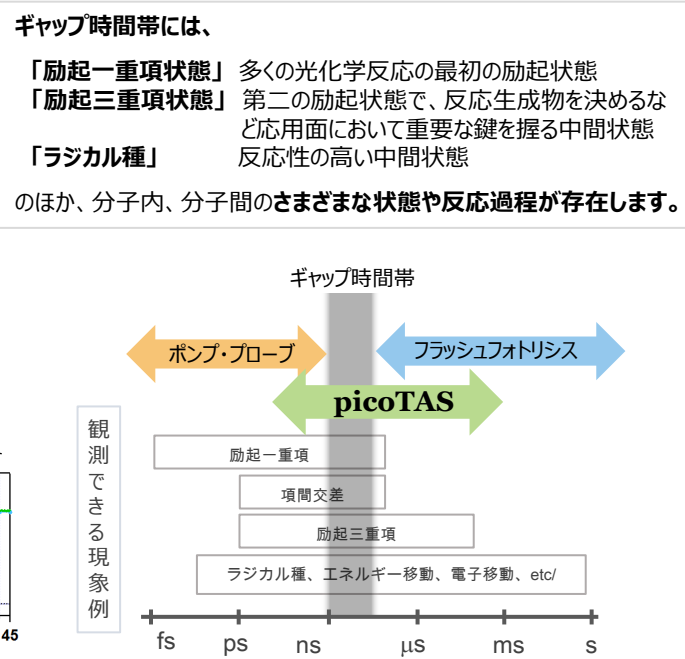 ギャップ時間帯には、
「励起一重項状態」 多くの光化学反応の最初の励起状態
「励起三重項状態」 第二の励起状態で、反応生成物を決めるな
ど応用面において重要な鍵を握る中間状態
「ラジカル種」 反応性の高い中間状態
のほか、分子内、分子間のさまざまな状態や反応過程が存在します。
ギャップ時間帯
ポンプ・プローブ
フラッシュフォトリシス
picoTAS
観測できる現象例
励起一重項
項間交差
励起三重項
ラジカル種、エネルギー移動、電子移動、etc/
45
fs ps ns μs ms s